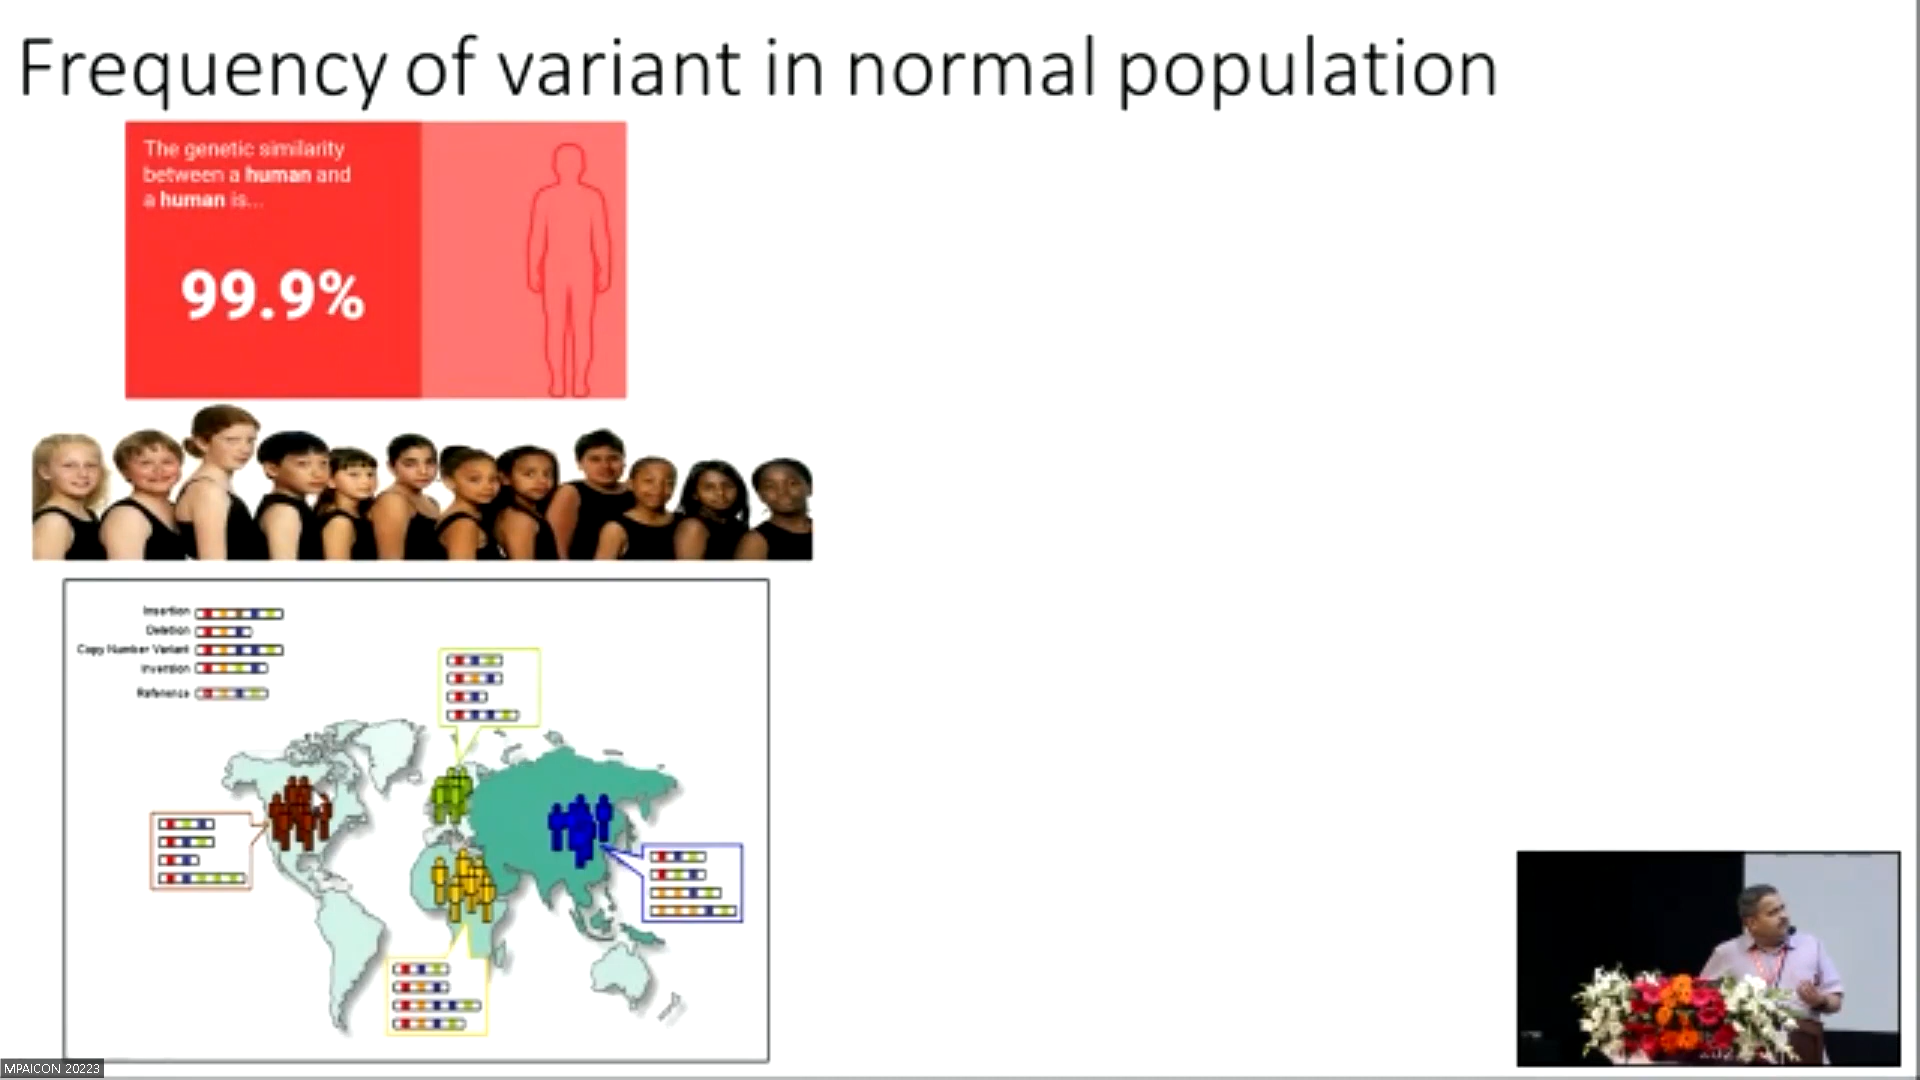 Frequency of variant in normal population
The genetic similarity
between a human and
a human is...
99.9%
Insertion
Deletion
Copy Number Variant
Inversion
Reference
MPAICON 20223